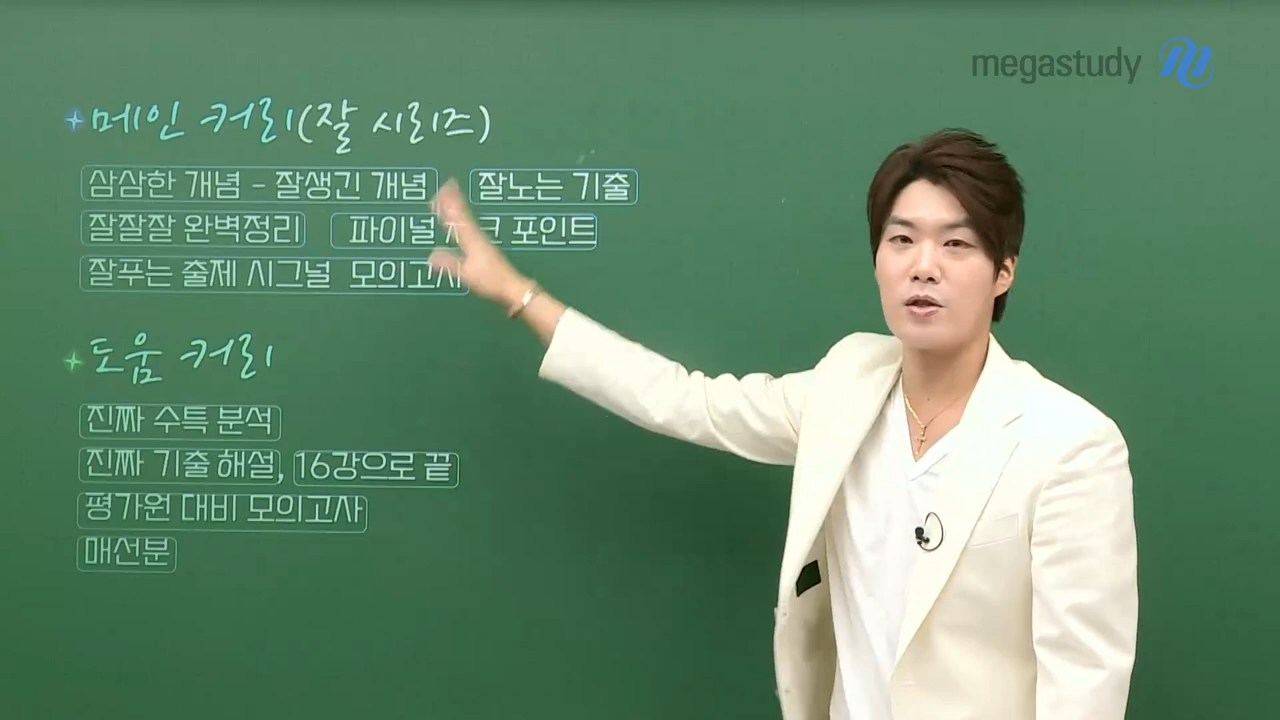 megastudy
메인 커리(잘 시리즈)
삼삼한 개념 - 잘생긴 개념 잘노는 기출
잘잘잘 완벽정리 파이널 포인트
잘푸는 출제 시그널 모의고사
도움 커리
진짜 수특 분석
진짜 기출 해설, 16강으로 끝
평가원 대비 모의고사
매선분